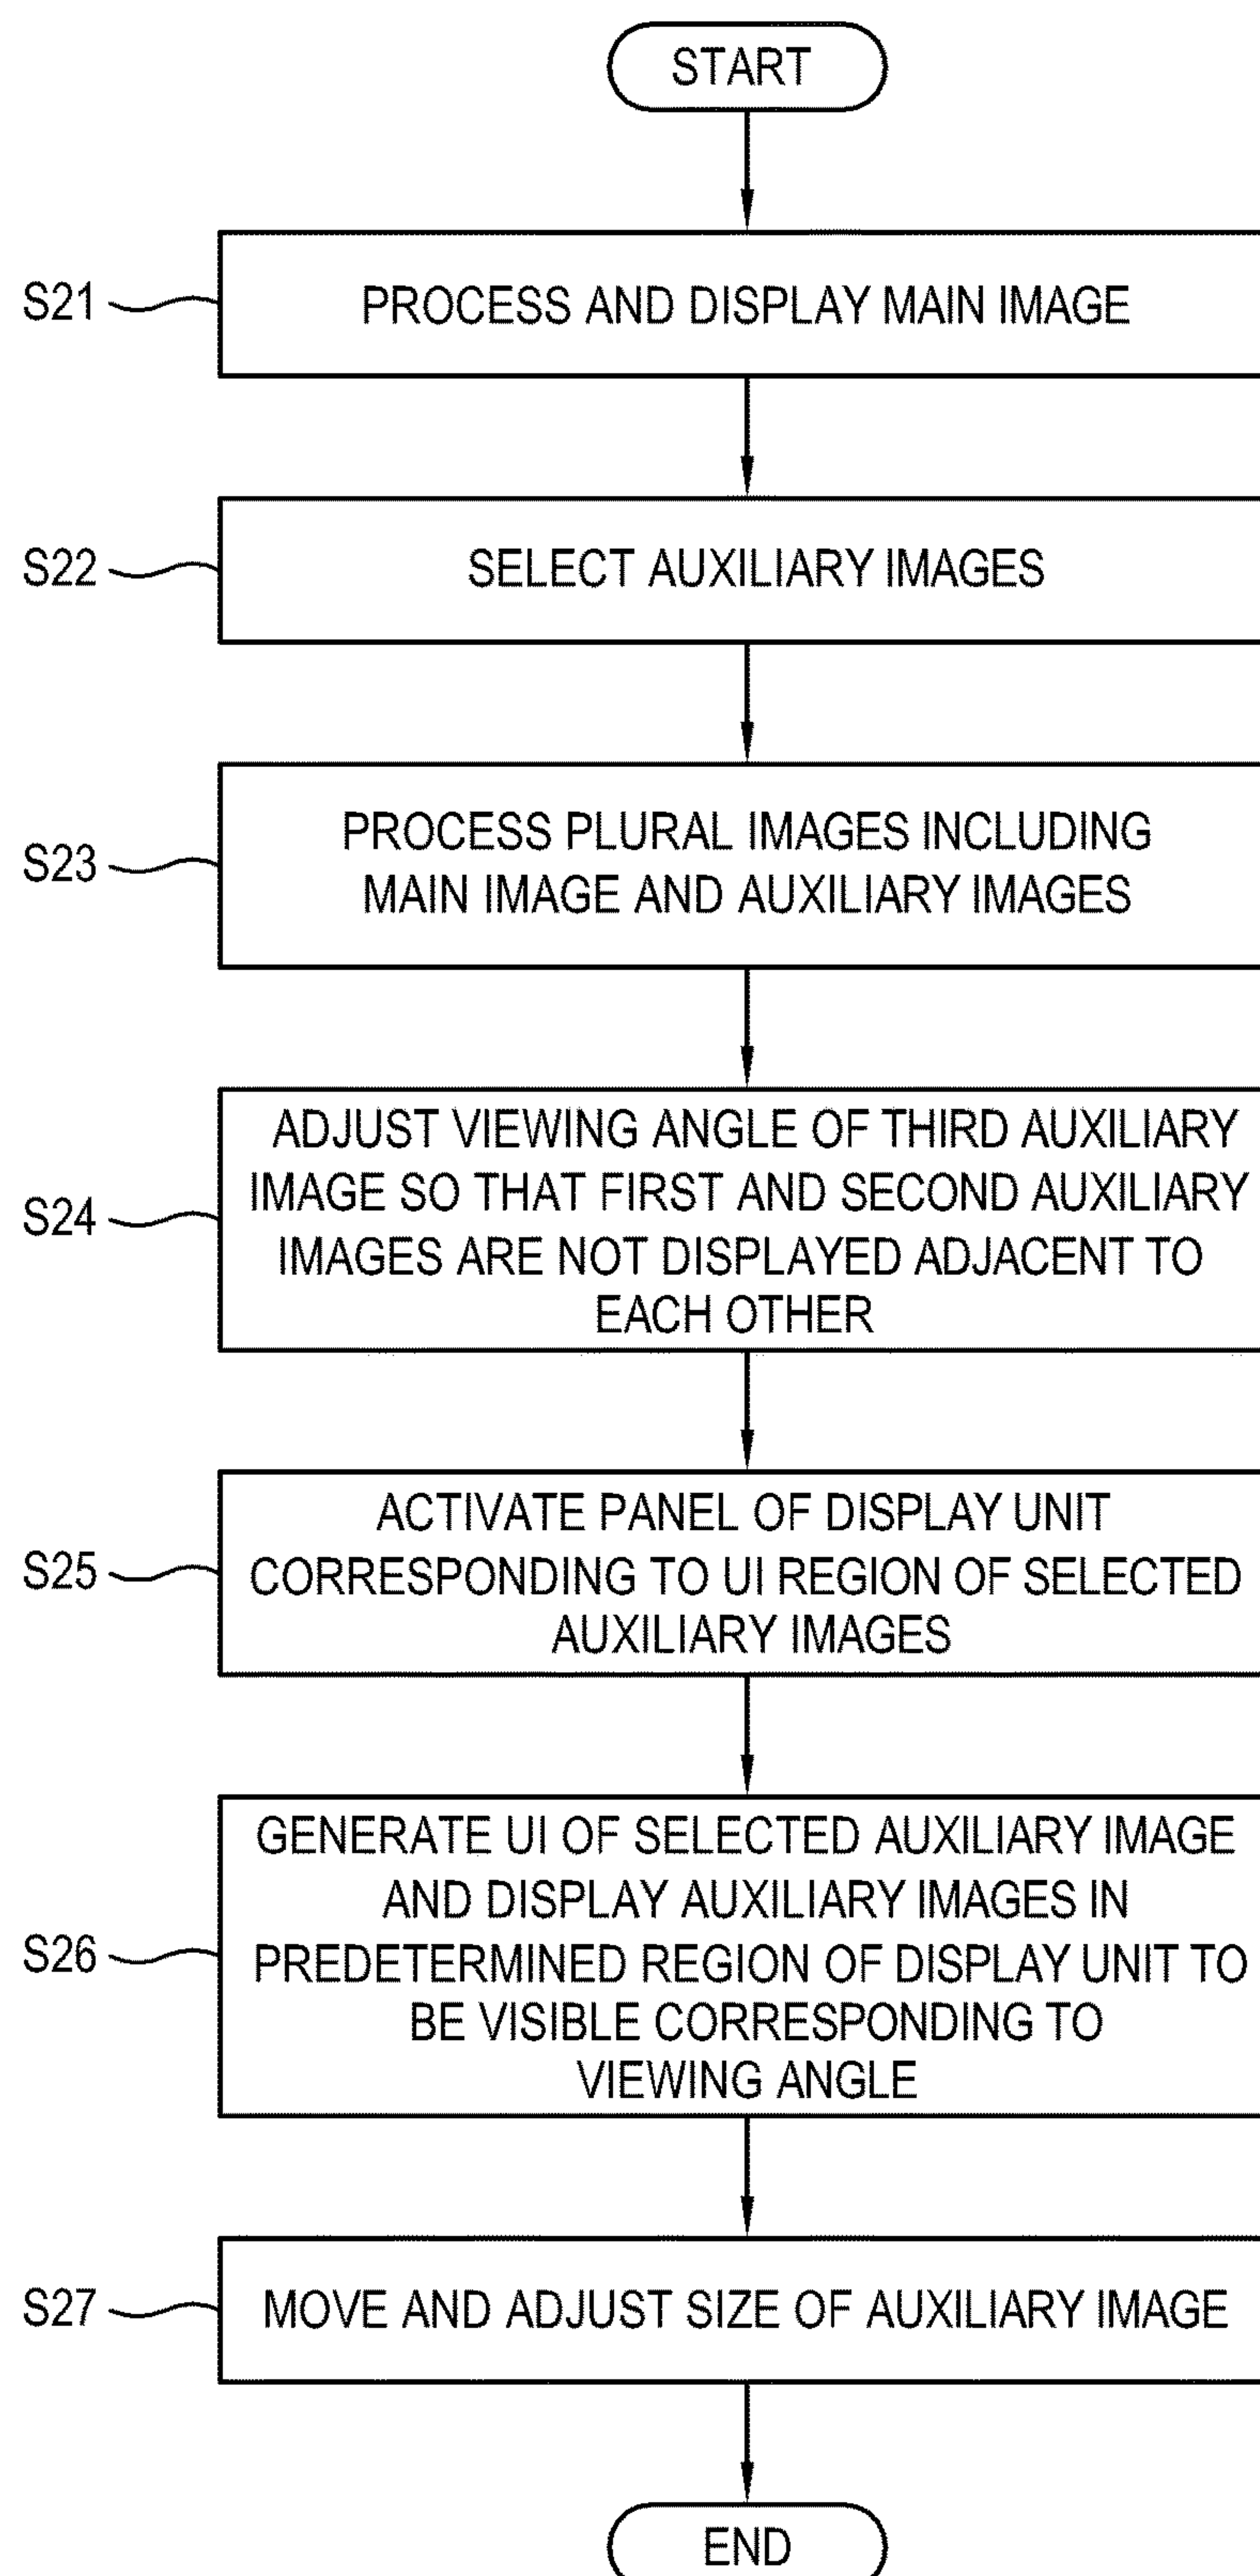 START
S21
PROCESS AND DISPLAY MAIN IMAGE
S22
SELECT AUXILIARY IMAGES
S23
PROCESS PLURAL IMAGES INCLUDING
MAIN IMAGE AND AUXILIARY IMAGES
S24
ADJUST VIEWING ANGLE OF THIRD AUXILIARY
IMAGE SO THAT FIRST AND SECOND AUXILIARY
IMAGES ARE NOT DISPLAYED ADJACENT TO
EACH OTHER
S25
ACTIVATE PANEL OF DISPLAY UNIT
CORRESPONDING TO UI REGION OF SELECTED
AUXILIARY IMAGES
S26
GENERATE UI OF SELECTED AUXILIARY IMAGE
AND DISPLAY AUXILIARY IMAGES IN
PREDETERMINED REGION OF DISPLAY UNIT TO
BE VISIBLE CORRESPONDING TO
VIEWING ANGLE
S27
MOVE AND ADJUST SIZE OF AUXILIARY IMAGE
END